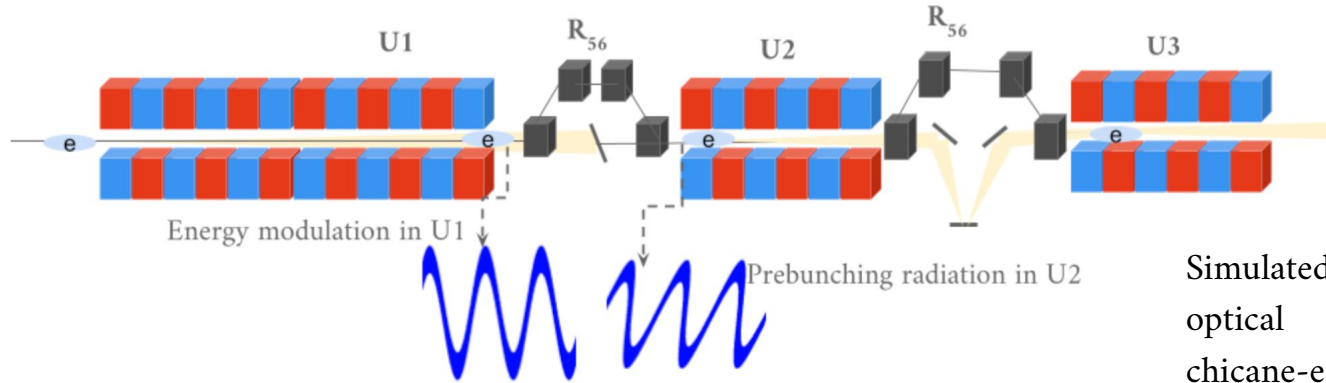 U1
R₅₆
U2
R₅₆
U3
e
e
e
e
Energy modulation in U1
Prebunching radiation in U2
Simulated
optical
chicane-e